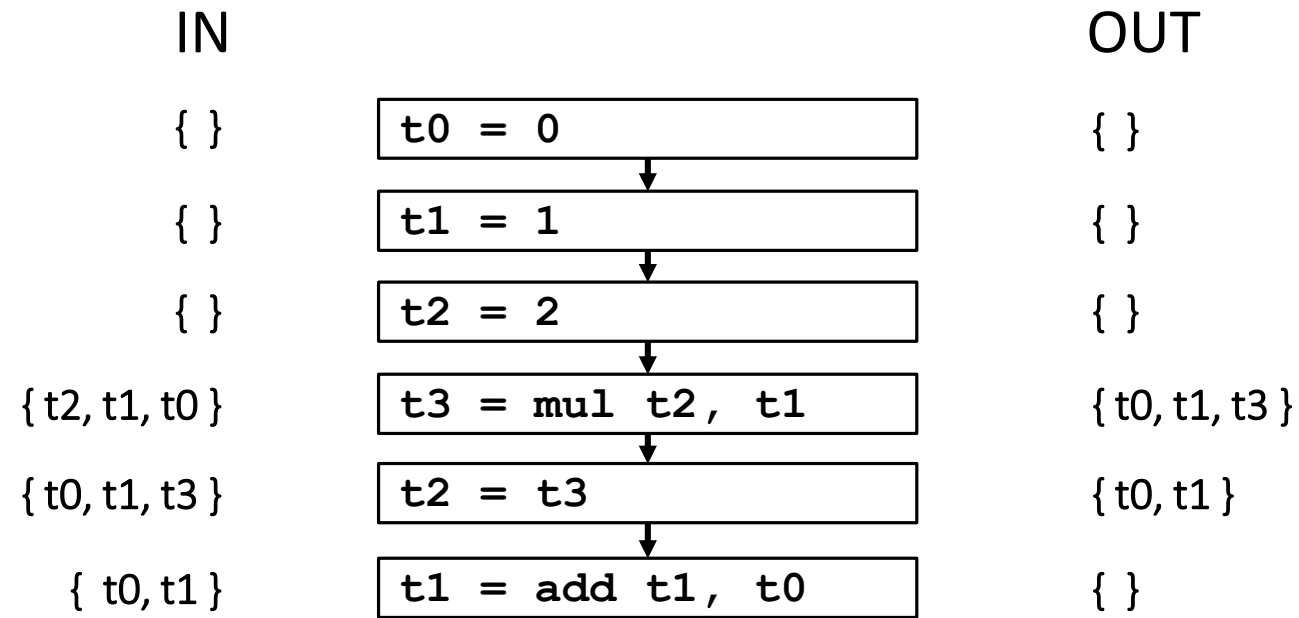 IN OUT
{ } t0 = 0 { }
{ } t1 = 1 { }
{ } t2 = 2 { }
{ t2, t1, t0 } t3 = mul t2, t1 { t0, t1, t3 }
{ t0, t1, t3 } t2 = t3 { t0, t1 }
{ t0, t1 } t1 = add t1, t0 { }